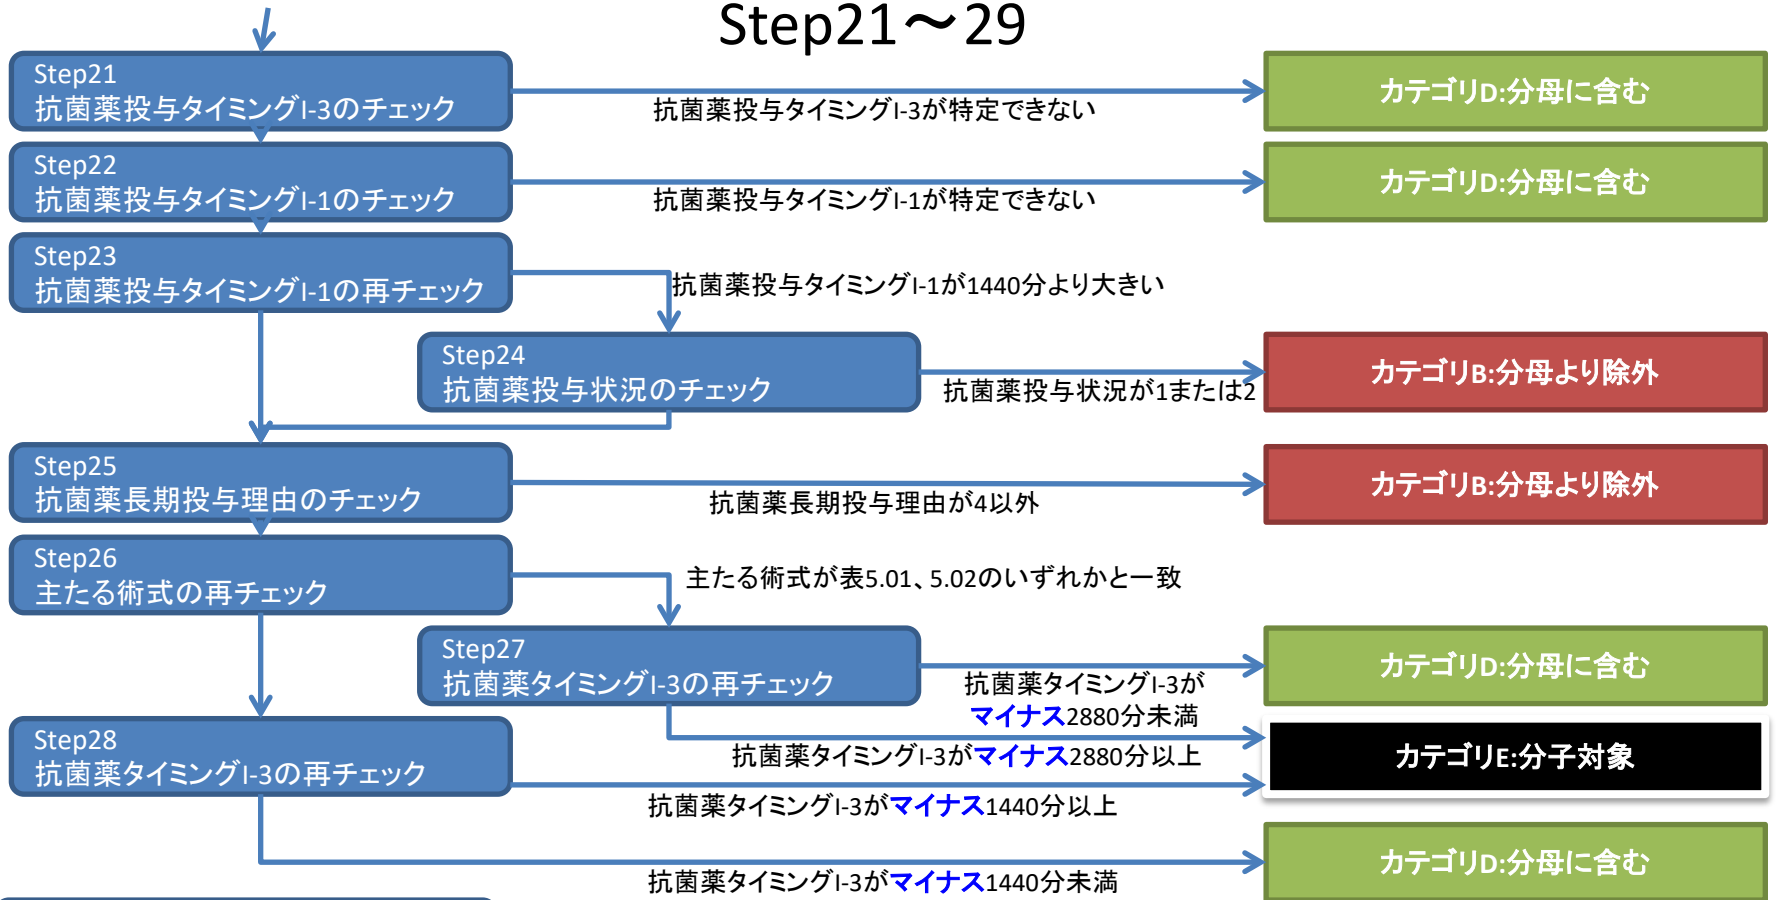 Step21～29
Step21
抗菌薬投与タイミングI-3のチェック
抗菌薬投与タイミングI-3が特定できない
カテゴリD:分母に含む
Step22
抗菌薬投与タイミングI-1のチェック
抗菌薬投与タイミングI-1が特定できない
カテゴリD:分母に含む
Step23
抗菌薬投与タイミングI-1の再チェック
抗菌薬投与タイミングI-1が1440分より大きい
Step24
抗菌薬投与状況のチェック
抗菌薬投与状況が1または2
カテゴリB:分母より除外
Step25
抗菌薬長期投与理由のチェック
抗菌薬長期投与理由が4以外
カテゴリB:分母より除外
Step26
主たる術式の再チェック
主たる術式が表5.01、5.02のいずれかと一致
Step27
抗菌薬タイミングI-3の再チェック
抗菌薬タイミングI-3が
マイナス2880分未満
カテゴリD:分母に含む
抗菌薬タイミングI-3がマイナス2880分以上
カテゴリE:分子対象
Step28
抗菌薬タイミングI-3の再チェック
抗菌薬タイミングI-3がマイナス1440分以上
抗菌薬タイミングI-3がマイナス1440分未満
カテゴリD:分母に含む